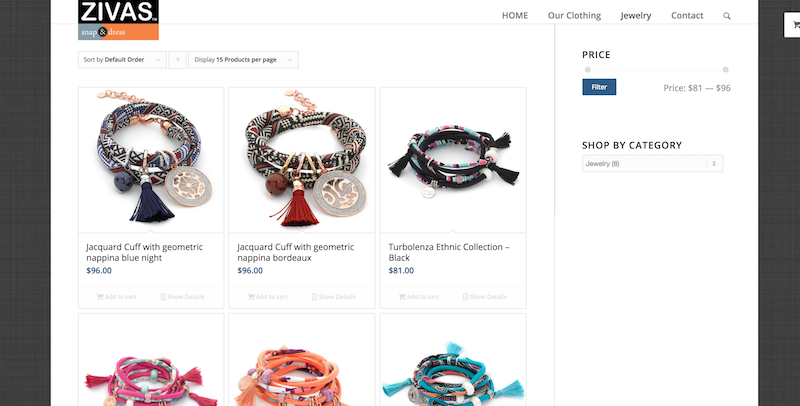 ZIVAS
snap & dress
HOME Our Clothing Jewelry Contact
Sort by Default Order
Display 15 Products per page
PRICE
Filter
Price: $81 — $96
SHOP BY CATEGORY
Jewelry (8)
Jacquard Cuff with geometric
nappina blue night
$96.00
Add to cart Show Details
Jacquard Cuff with geometric
nappina bordeaux
$96.00
Add to cart Show Details
Turbolenza Ethnic Collection –
Black
$81.00
Add to cart Show Details